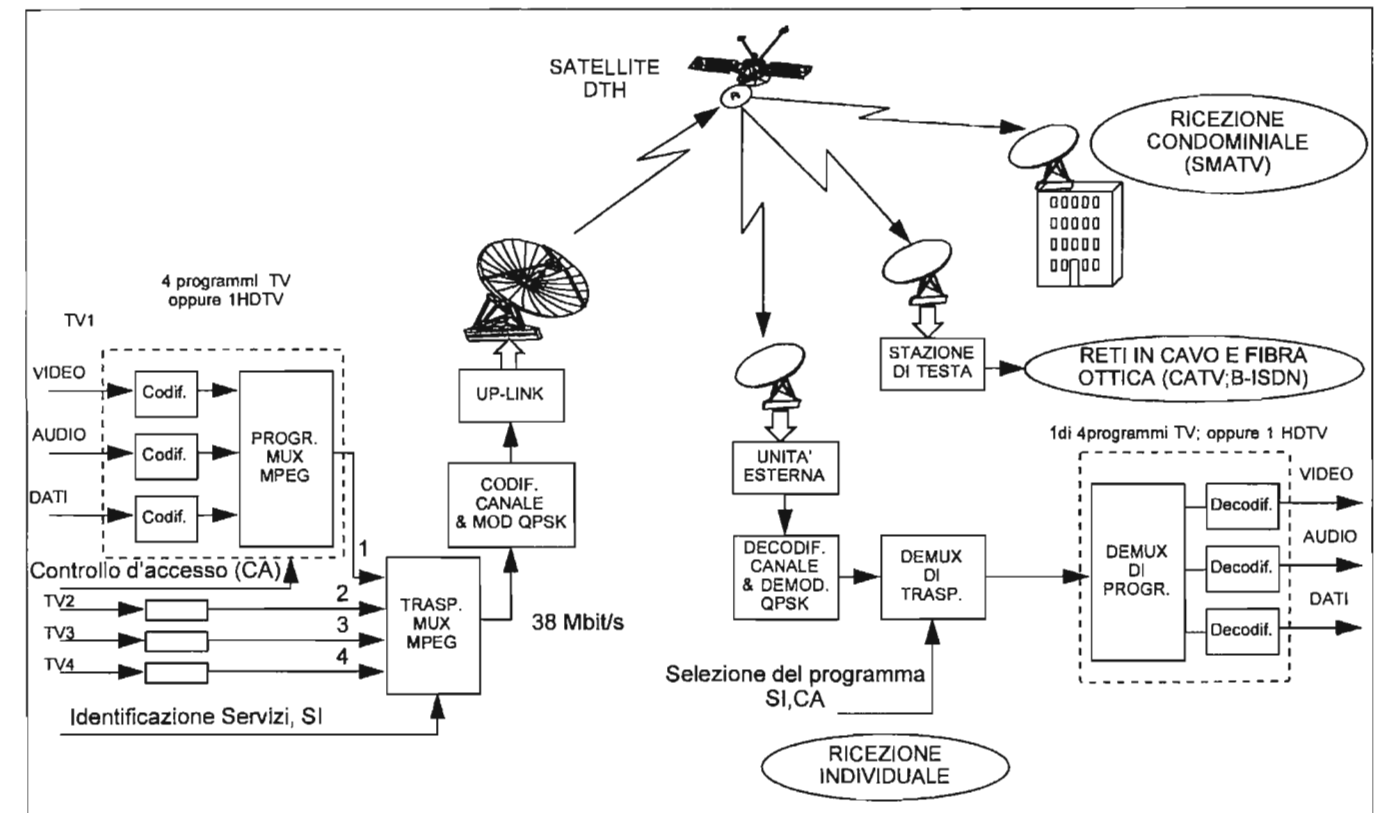 SATELLITE
DTH
RICEZIONE
CONDOMINIALE
(SMATV)
4 programmI TV
oppure 1HDTV
TV1
VIDEO
Codif.
AUDIO
Codif.
DATI
Codif.
PROGR.
MUX
MPEG
Controllo d'accesso (CA)
1
TV2
2
TV3
3
TV4
4
TRASP.
MUX
MPEG
Identificazione Servizi, SI
38 Mbit/s
CODIF.
CANALE
& MOD QPSK
UP-LINK
STAZIONE
DI TESTA
RETI IN CAVO E FIBRA
OTTICA (CATV;B-ISDN)
UNITA'
ESTERNA
DECODIF.
CANALE
& DEMOD.
QPSK
DEMUX
DI
TRASP.
Selezione del programma
SI,CA
1di 4programmi TV; oppure 1 HDTV
DEMUX
DI
PROGR.
Decodif.
VIDEO
Decodif.
AUDIO
Decodif.
DATI
RICEZIONE
INDIVIDUALE